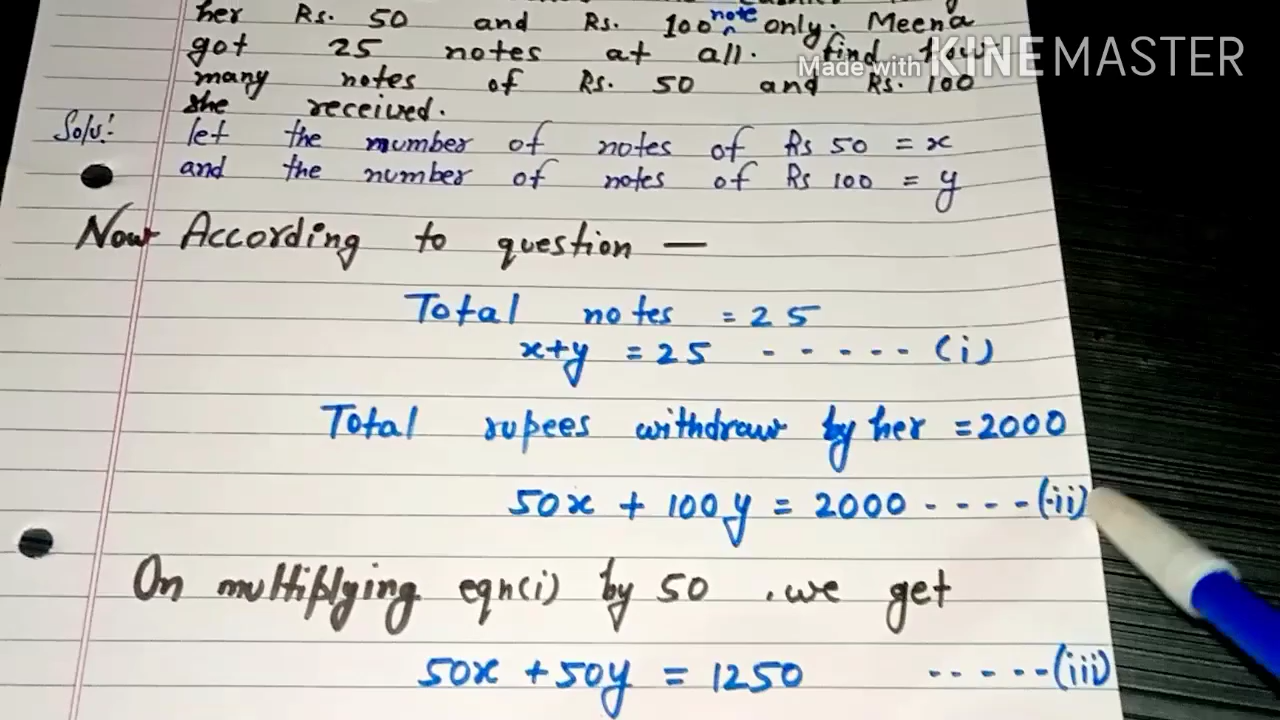 her Rs. 50 and Rs. 100 note only. Meena
got 25 notes at all. find how
Made with KINEMASTER
many notes of Rs. 50 and Rs. 100
she received.
Solu: let the number of notes of Rs 50 = x
and the number of notes of Rs 100 = y
Now According to question —
Total notes = 25
x+y = 25 - - - - - (i)
Total rupees withdraw by her = 2000
50x + 100y = 2000 - - - - (ii)
On multiplying eqn(i) by 50 , we get
50x + 50y = 1250 - - - - - (iii)